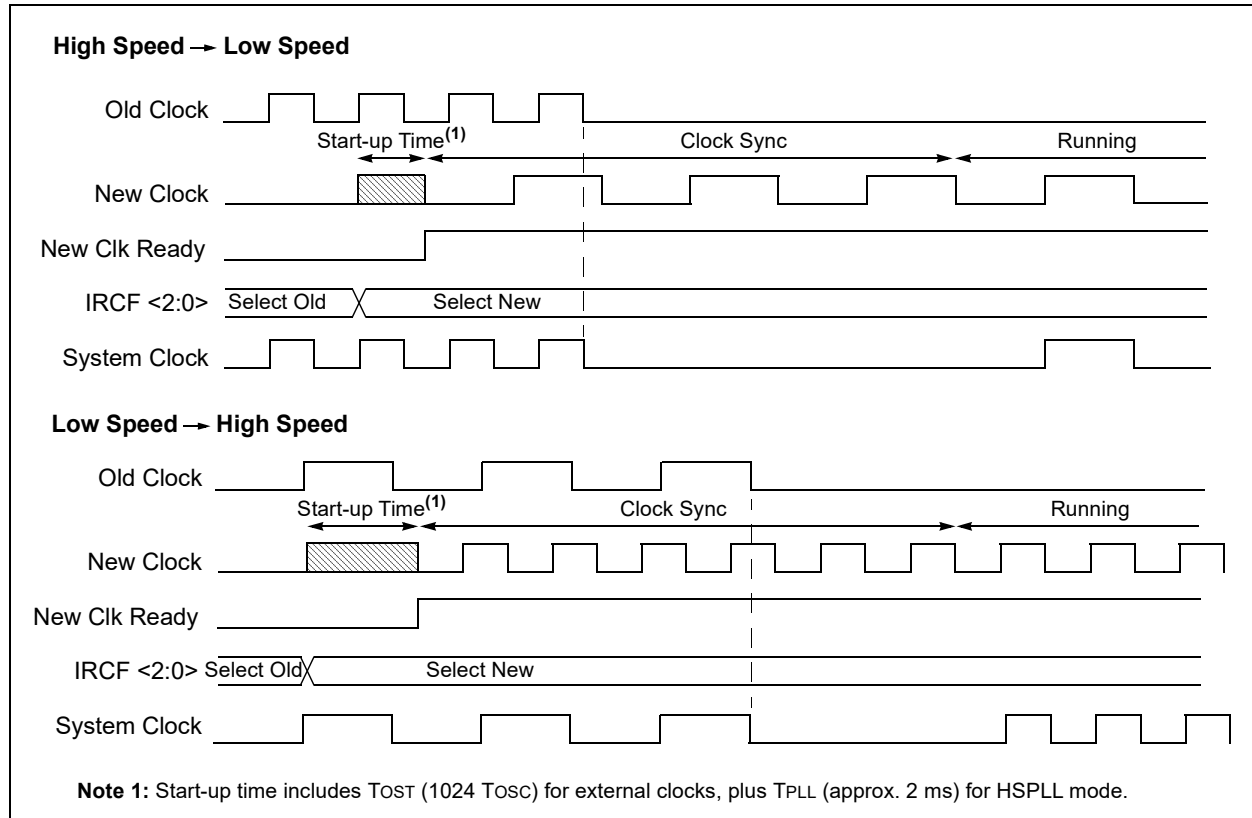 High Speed → Low Speed
Old Clock
Start-up Time(1) Clock Sync Running
New Clock
New Clk Ready
IRCF <2:0> Select Old Select New
System Clock
Low Speed → High Speed
Old Clock
Start-up Time(1) Clock Sync Running
New Clock
New Clk Ready
IRCF <2:0> Select Old Select New
System Clock
Note 1: Start-up time includes TOST (1024 TOSC) for external clocks, plus TPLL (approx. 2 ms) for HSPLL mode.